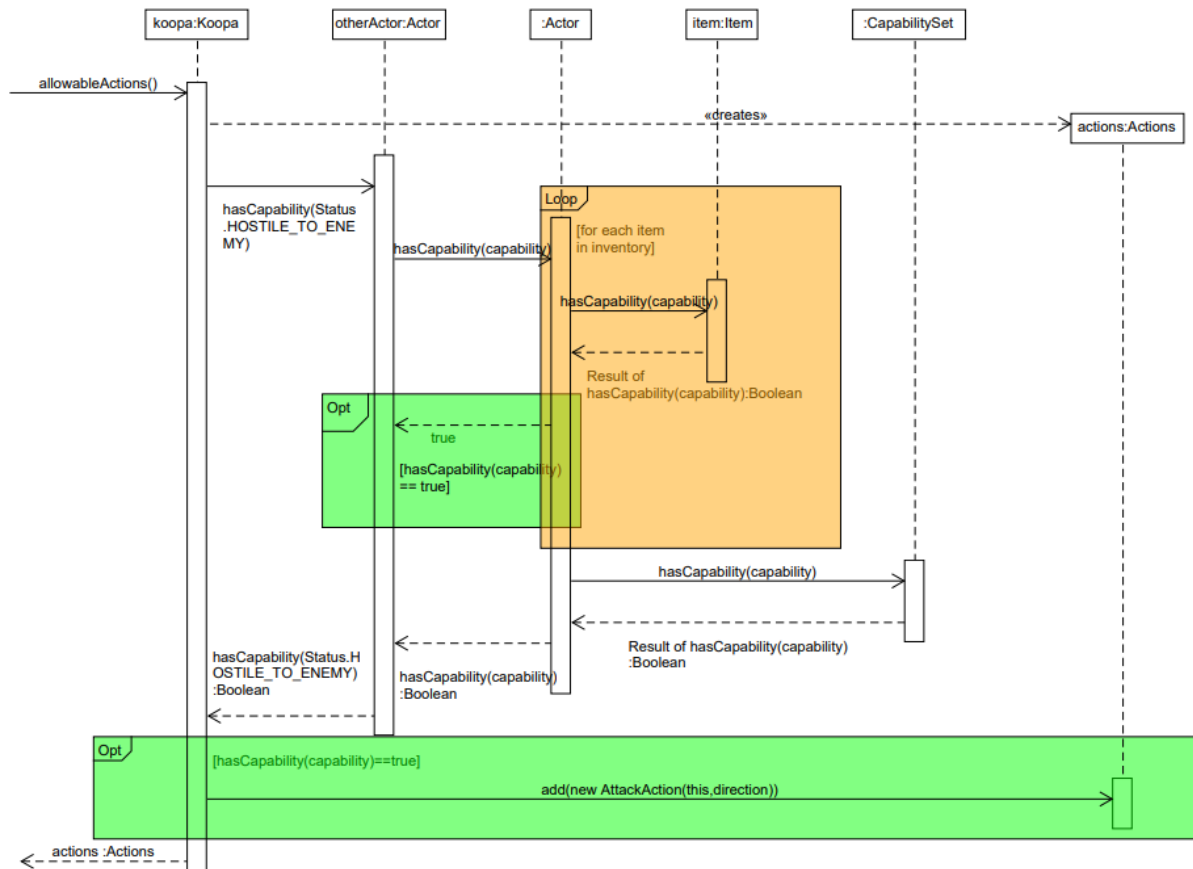 koopa:Koopa
otherActor:Actor
:Actor
item:Item
:CapabilitySet
allowableActions()
«creates»
actions:Actions
hasCapability(Status
.HOSTILE_TO_ENE
MY)
Loop
[for each item
in inventory]
hasCapability(capability)
hasCapability(capability)
Result of
hasCapability(capability):Boolean
Opt
true
[hasCapability(capability)
== true]
hasCapability(capability)
Result of hasCapability(capability)
:Boolean
hasCapability(Status.H
OSTILE_TO_ENEMY)
:Boolean
hasCapability(capability)
:Boolean
Opt
[hasCapability(capability)==true]
add(new AttackAction(this,direction))
actions :Actions